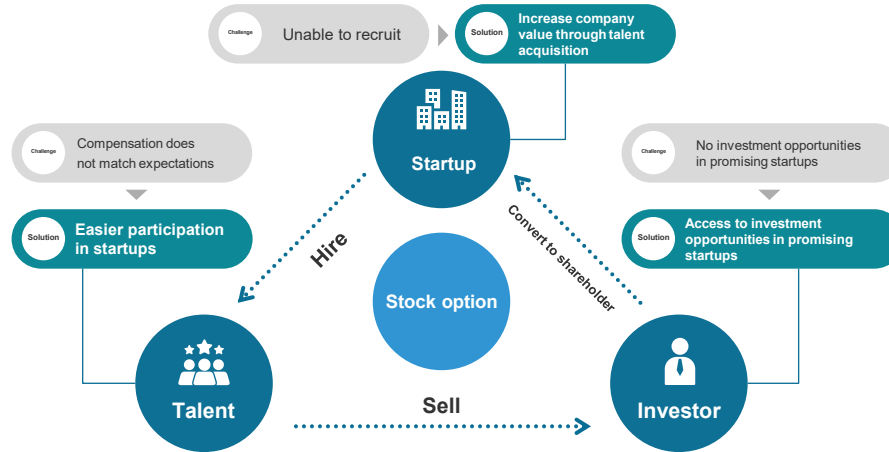 Challenge
Unable to recruit
Solution
Increase company
value through talent
acquisition
Startup
Challenge
Compensation does
not match expectations
Solution
Easier participation
in startups
Challenge
No investment opportunities
in promising startups
Solution
Access to investment
opportunities in promising
startups
Hire
Convert to shareholder
Stock option
Talent
Sell
Investor